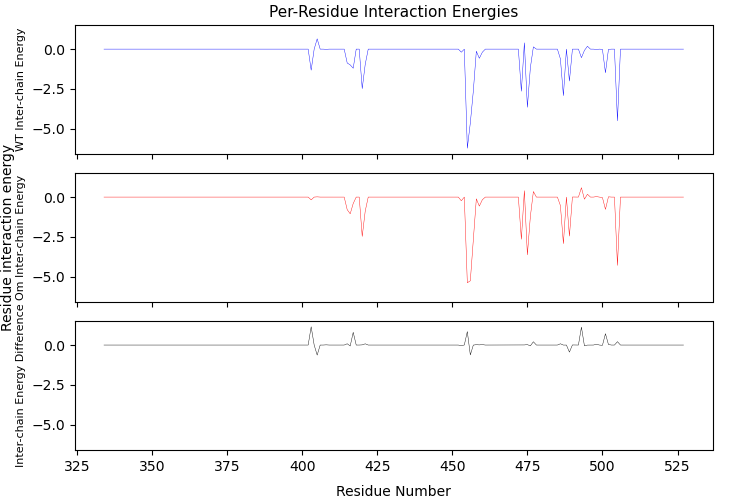 Per-Residue Interaction Energies
Residue interaction energy
WT Inter-chain Energy
0.0
−2.5
−5.0
Om Inter-chain Energy
0.0
−2.5
−5.0
Inter-chain Energy Difference
0.0
−2.5
−5.0
325 350 375 400 425 450 475 500 525
Residue Number